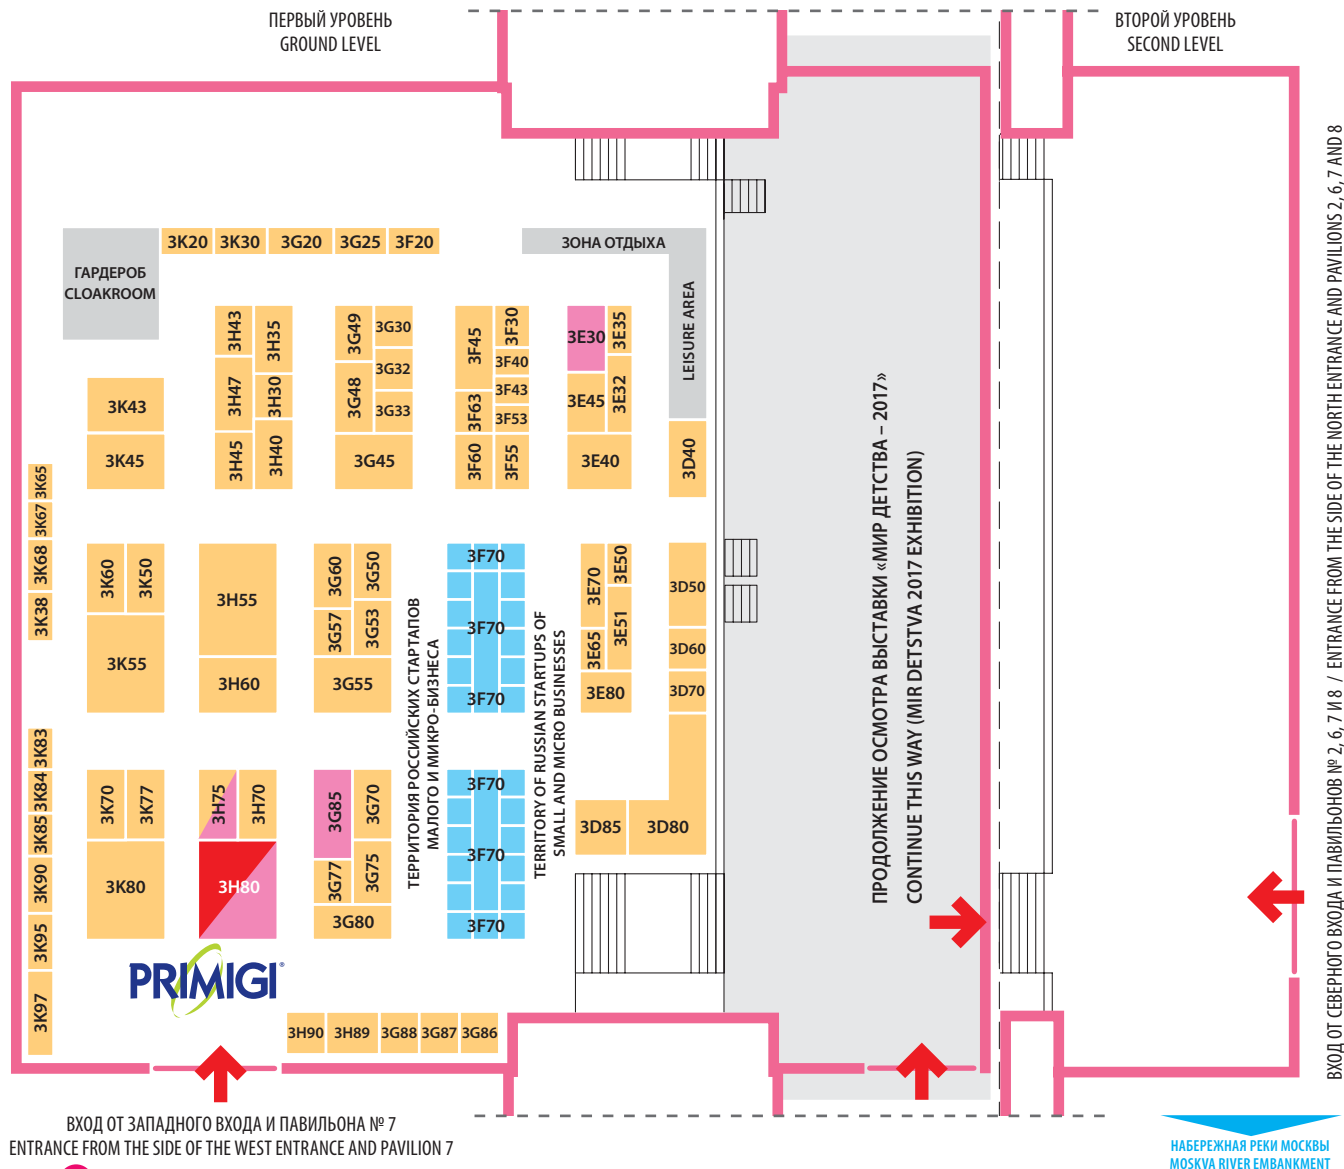 ПЕРВЫЙ УРОВЕНЬ
GROUND LEVEL
ВТОРОЙ УРОВЕНЬ
SECOND LEVEL
ГАРДЕРОБ
CLOAKROOM
3K20
3K30
3G20
3G25
3F20
ЗОНА ОТДЫХА
LEISURE AREA
3H43
3H35
3G49
3G30
3F45
3F30
3E30
3E35
3G32
3F40
3K43
3H47
3H30
3G48
3G33
3F63
3F43
3F53
3E45
3E32
3K45
3H45
3H40
3G45
3F60
3F55
3E40
3D40
3K65
3K67
3K68
3K38
3K60
3K50
3H55
3G60
3G50
3F70
3E70
3E50
3D50
3G57
3G53
3F70
3E65
3E51
3D60
3K55
3H60
3G55
3F70
3E80
3D70
ТЕРРИТОРИЯ РОССИЙСКИХ СТАРТАПОВ
МАЛОГО И МИКРО-БИЗНЕСА
TERRITORY OF RUSSIAN STARTUPS OF
SMALL AND MICRO BUSINESSES
3K83
3K84
3K85
3K90
3K95
3K97
3K70
3K77
3H75
3H70
3G85
3G70
3F70
3D85
3D80
3K80
3H80
3G77
3G75
3F70
3G80
3F70
PRIMIGI®
3H90
3H89
3G88
3G87
3G86
ПРОДОЛЖЕНИЕ ОСМОТРА ВЫСТАВКИ «МИР ДЕТСТВА – 2017»
CONTINUE THIS WAY (MIR DETSTVA 2017 EXHIBITION)
ВХОД ОТ СЕВЕРНОГО ВХОДА И ПАВИЛЬОНОВ № 2, 6, 7 И 8 / ENTRANCE FROM THE SIDE OF THE NORTH ENTRANCE AND PAVILIONS 2, 6, 7 AND 8
ВХОД ОТ ЗАПАДНОГО ВХОДА И ПАВИЛЬОНА № 7
ENTRANCE FROM THE SIDE OF THE WEST ENTRANCE AND PAVILION 7
НАБЕРЕЖНАЯ РЕКИ МОСКВЫ
MOSKVA RIVER EMBANKMENT